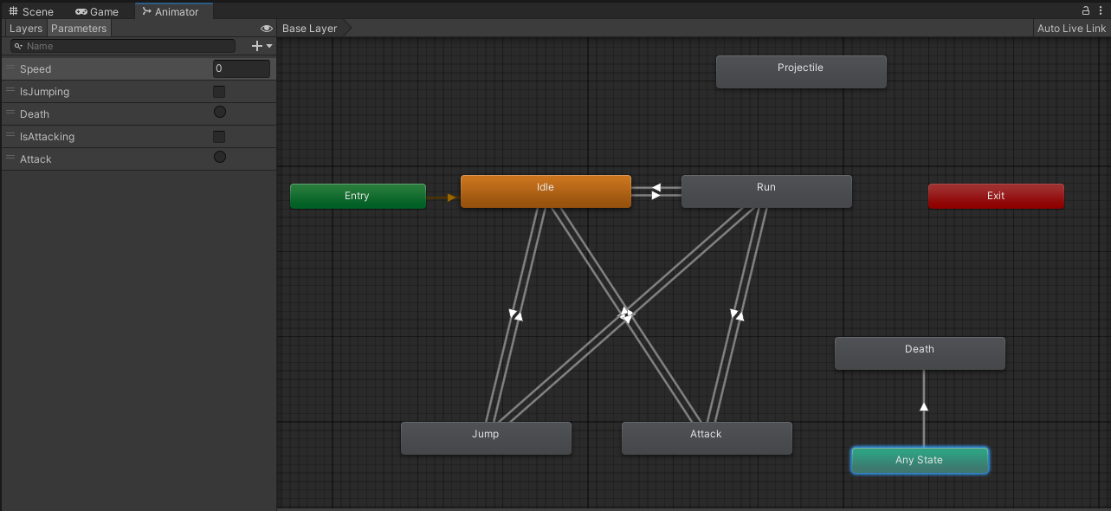 Scene Game Animator
Layers Parameters
Base Layer
Auto Live Link
Name
Speed 0
IsJumping
Death
IsAttacking
Attack
Projectile
Entry
Idle
Run
Exit
Death
Jump
Attack
Any State